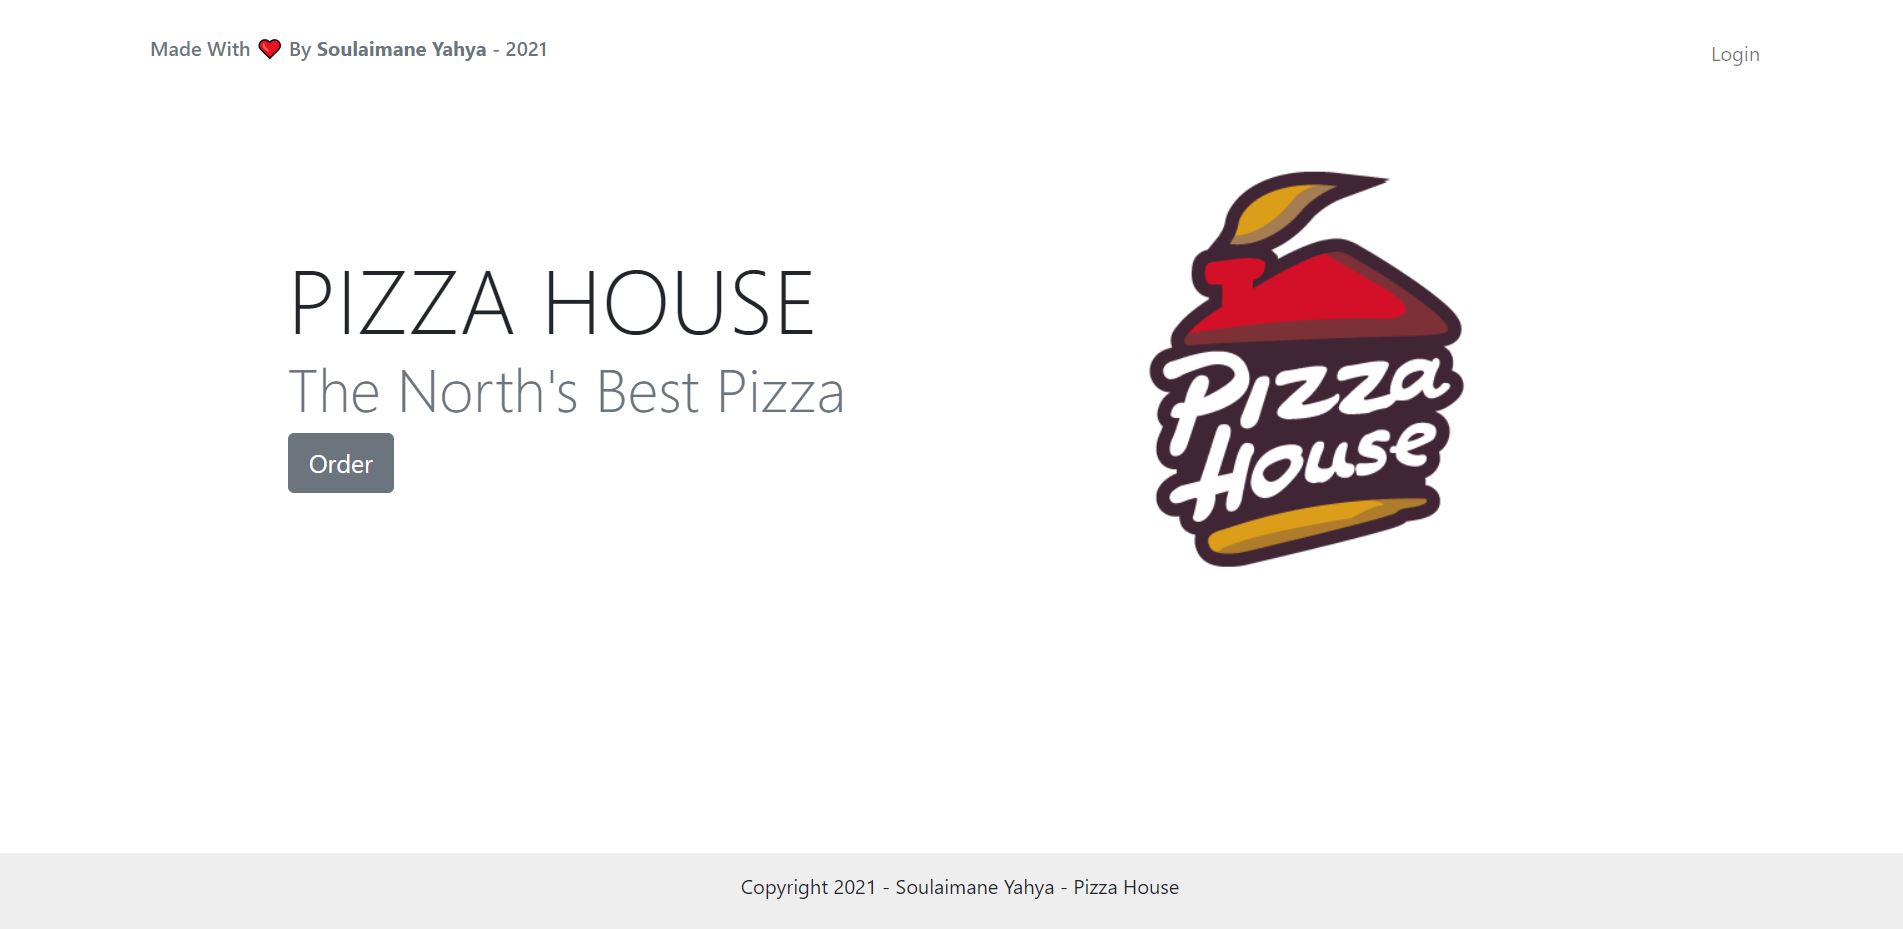 Made With ❤ By Soulaimane Yahya - 2021
Login
PIZZA HOUSE
The North's Best Pizza
Order
Pizza
House
Copyright 2021 - Soulaimane Yahya - Pizza House